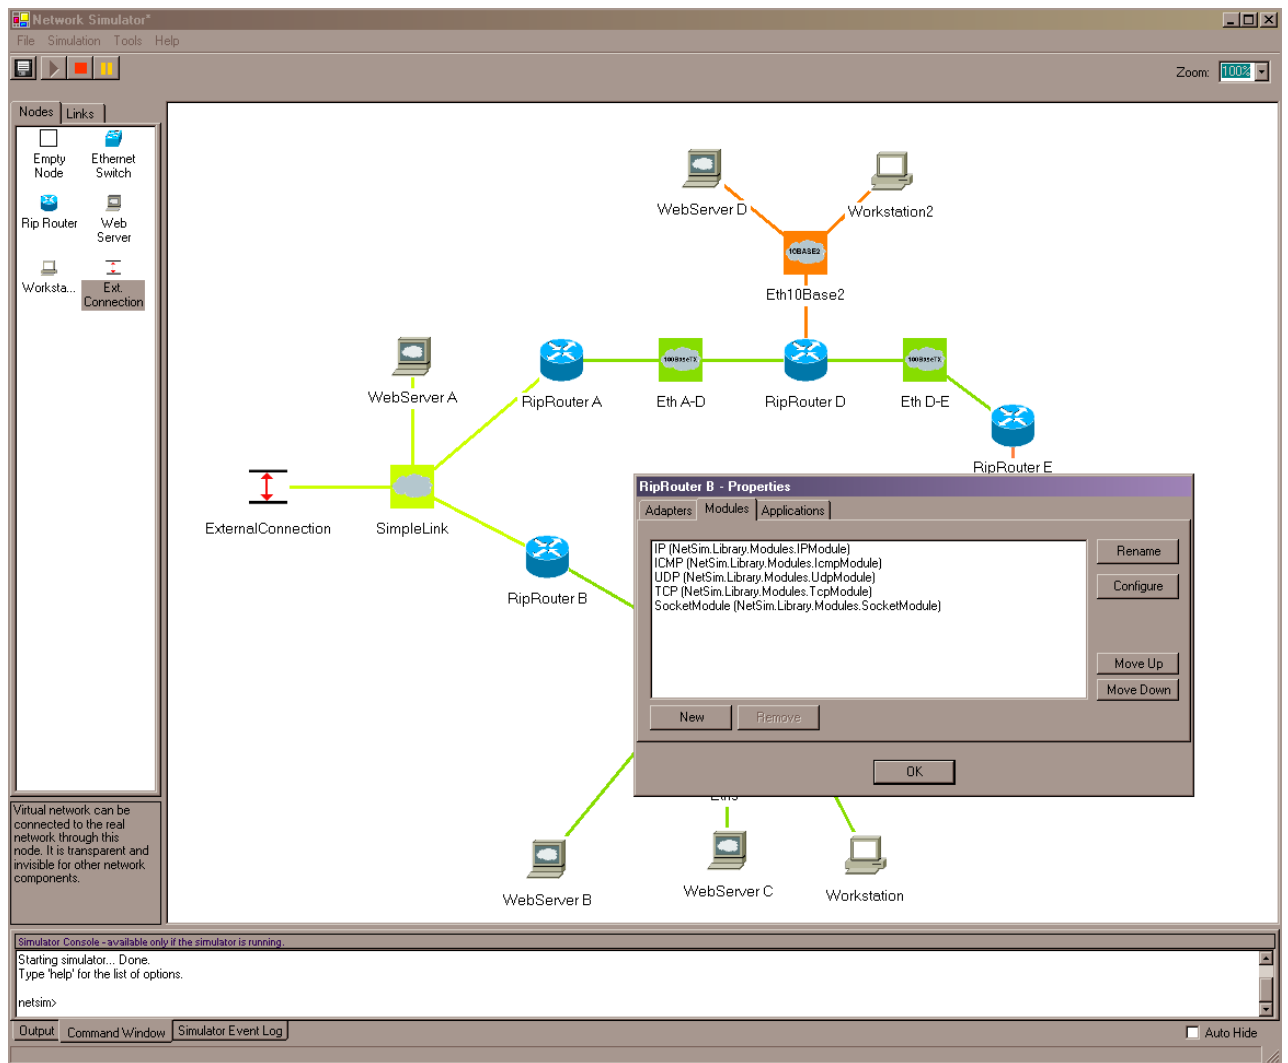 Network Simulator*
File Simulation Tools Help
Zoom: 100%
Nodes Links
Empty Node
Ethernet Switch
Rip Router
Web Server
Worksta...
Ext. Connection
Virtual network can be
connected to the real
network through this
node. It is transparent and
invisible for other network
components.
WebServer D
Workstation2
10BASE2
Eth10Base2
WebServer A
RipRouter A
100BaseTX
Eth A-D
RipRouter D
100BaseTX
Eth D-E
RipRouter E
ExternalConnection
SimpleLink
RipRouter B
RipRouter B - Properties
Adapters Modules Applications
IP (NetSim.Library.Modules.IPModule)
ICMP (NetSim.Library.Modules.IcmpModule)
UDP (NetSim.Library.Modules.UdpModule)
TCP (NetSim.Library.Modules.TcpModule)
SocketModule (NetSim.Library.Modules.SocketModule)
Rename
Configure
Move Up
Move Down
New Remove
OK
WebServer B
WebServer C
Workstation
Simulator Console - available only if the simulator is running.
Starting simulator... Done.
Type 'help' for the list of options.
netsim>
Output Command Window Simulator Event Log
Auto Hide